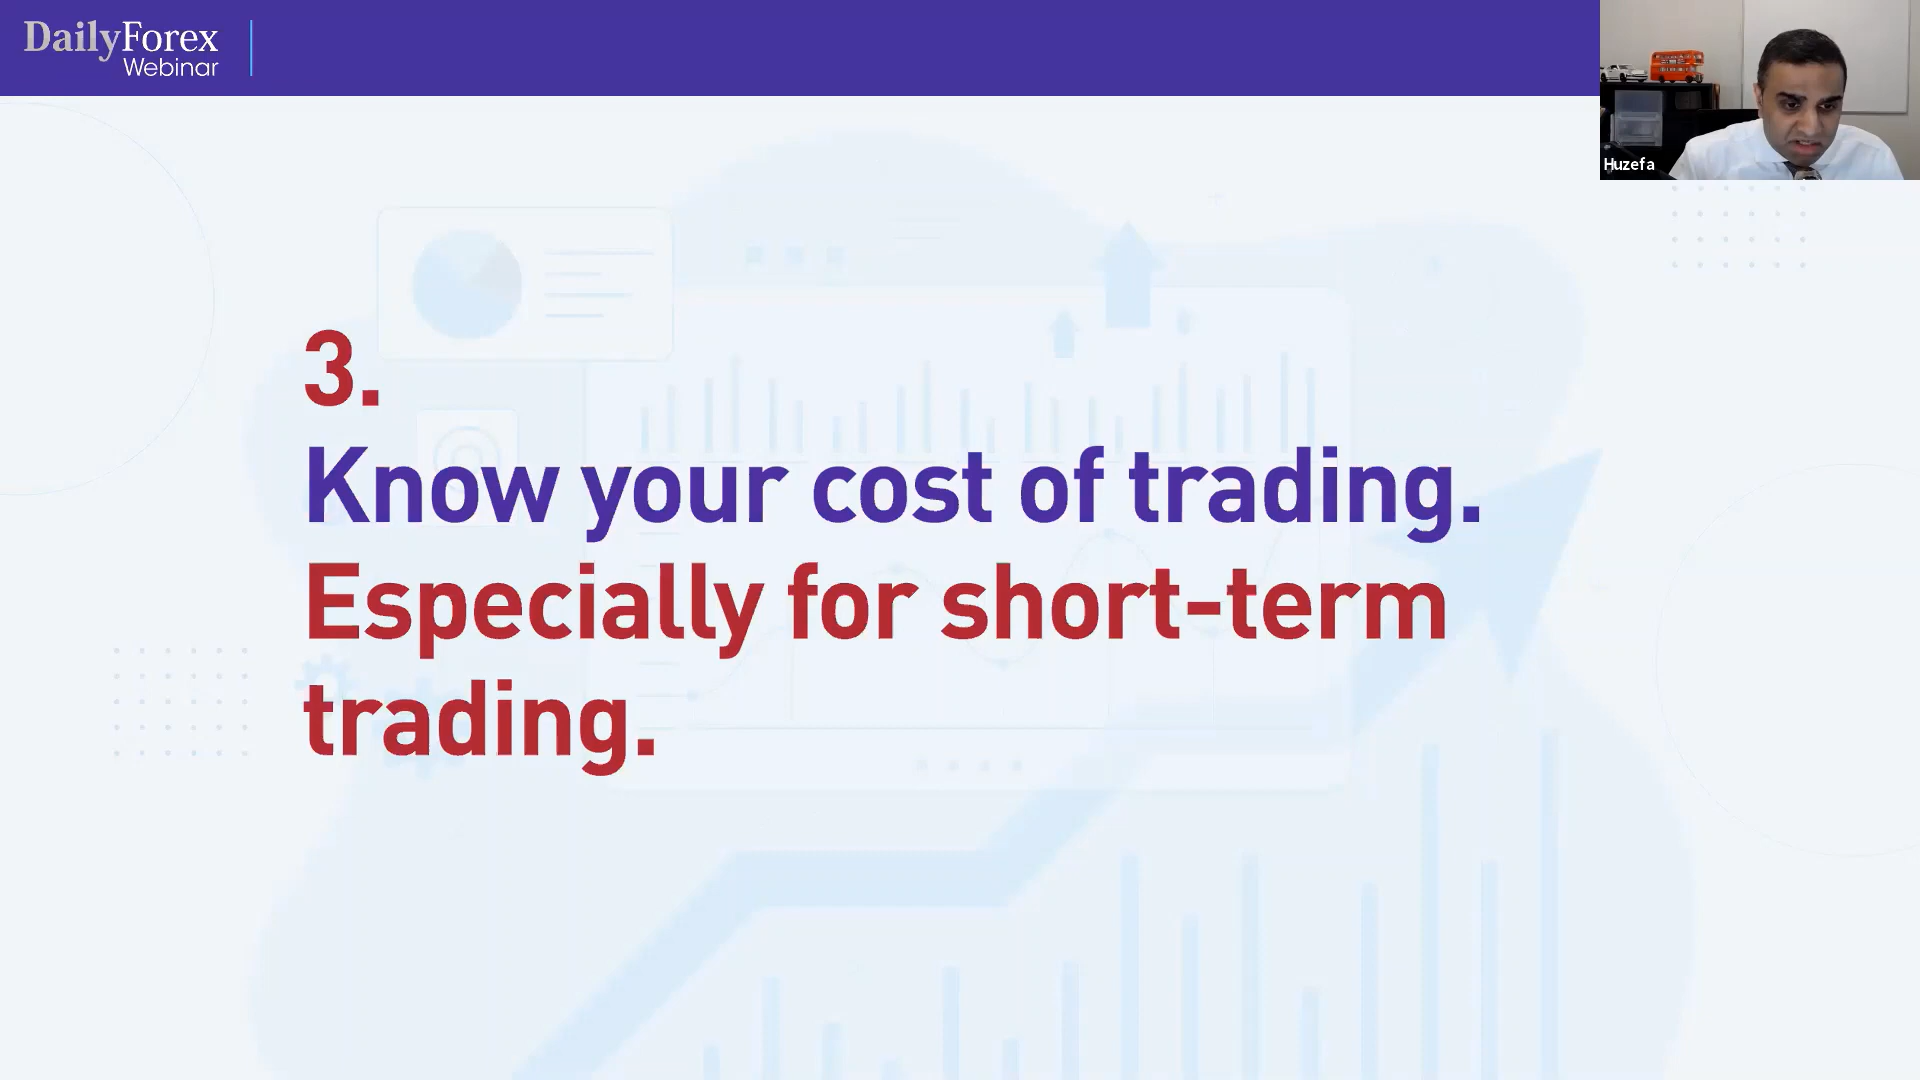 DailyForex
Webinar
Huzefa
3.
Know your cost of trading.
Especially for short-term
trading.